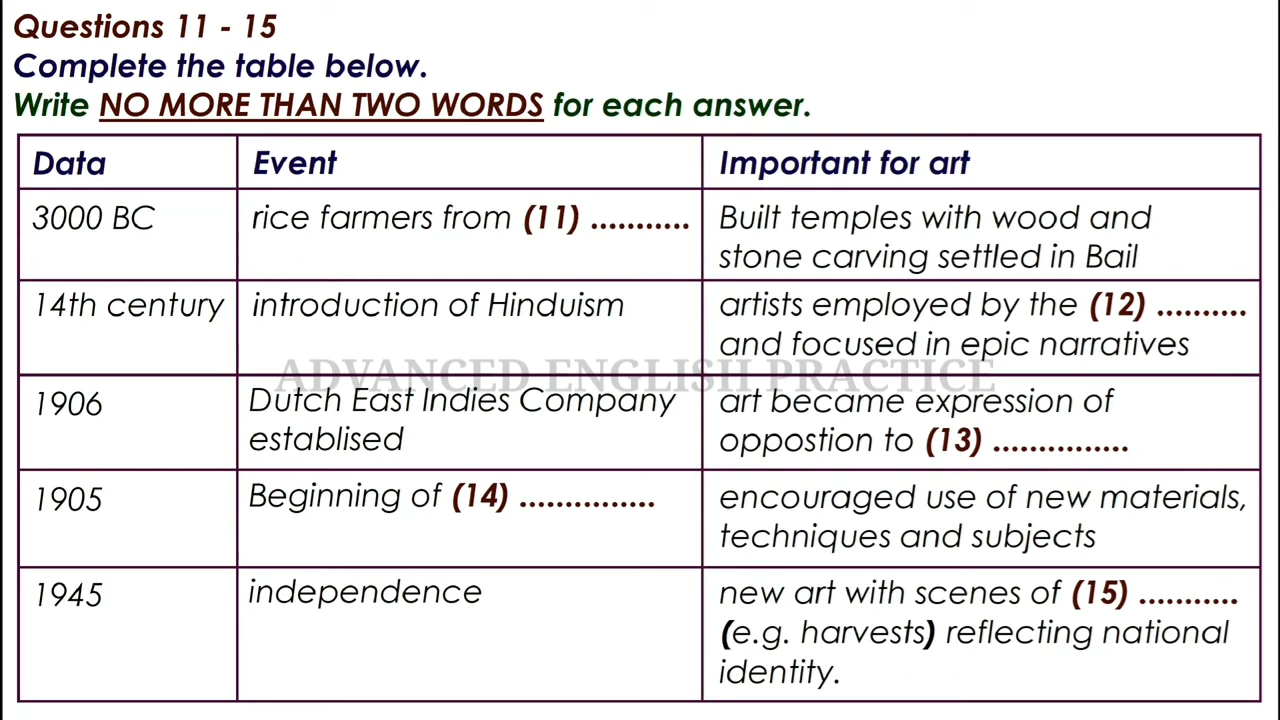 Questions 11 - 15
Complete the table below.
Write NO MORE THAN TWO WORDS for each answer.
Data
Event
Important for art
3000 BC
rice farmers from (11) ...........
Built temples with wood and
stone carving settled in Bail
14th century
introduction of Hinduism
artists employed by the (12) ..........
and focused in epic narratives
ADVANCED ENGLISH PRACTICE
1906
Dutch East Indies Company
establised
art became expression of
oppostion to (13) ...............
1905
Beginning of (14) ...............
encouraged use of new materials,
techniques and subjects
1945
independence
new art with scenes of (15) ...........
(e.g. harvests) reflecting national
identity.